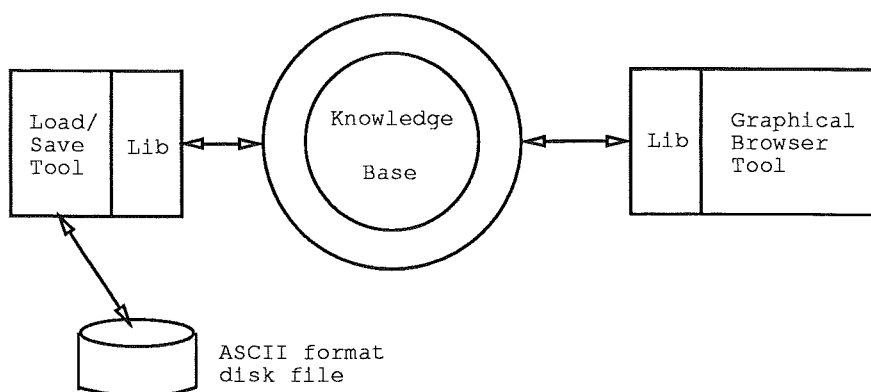 Load/
Save
Tool
Lib
Knowledge
Base
Lib
Graphical
Browser
Tool
ASCII format
disk file